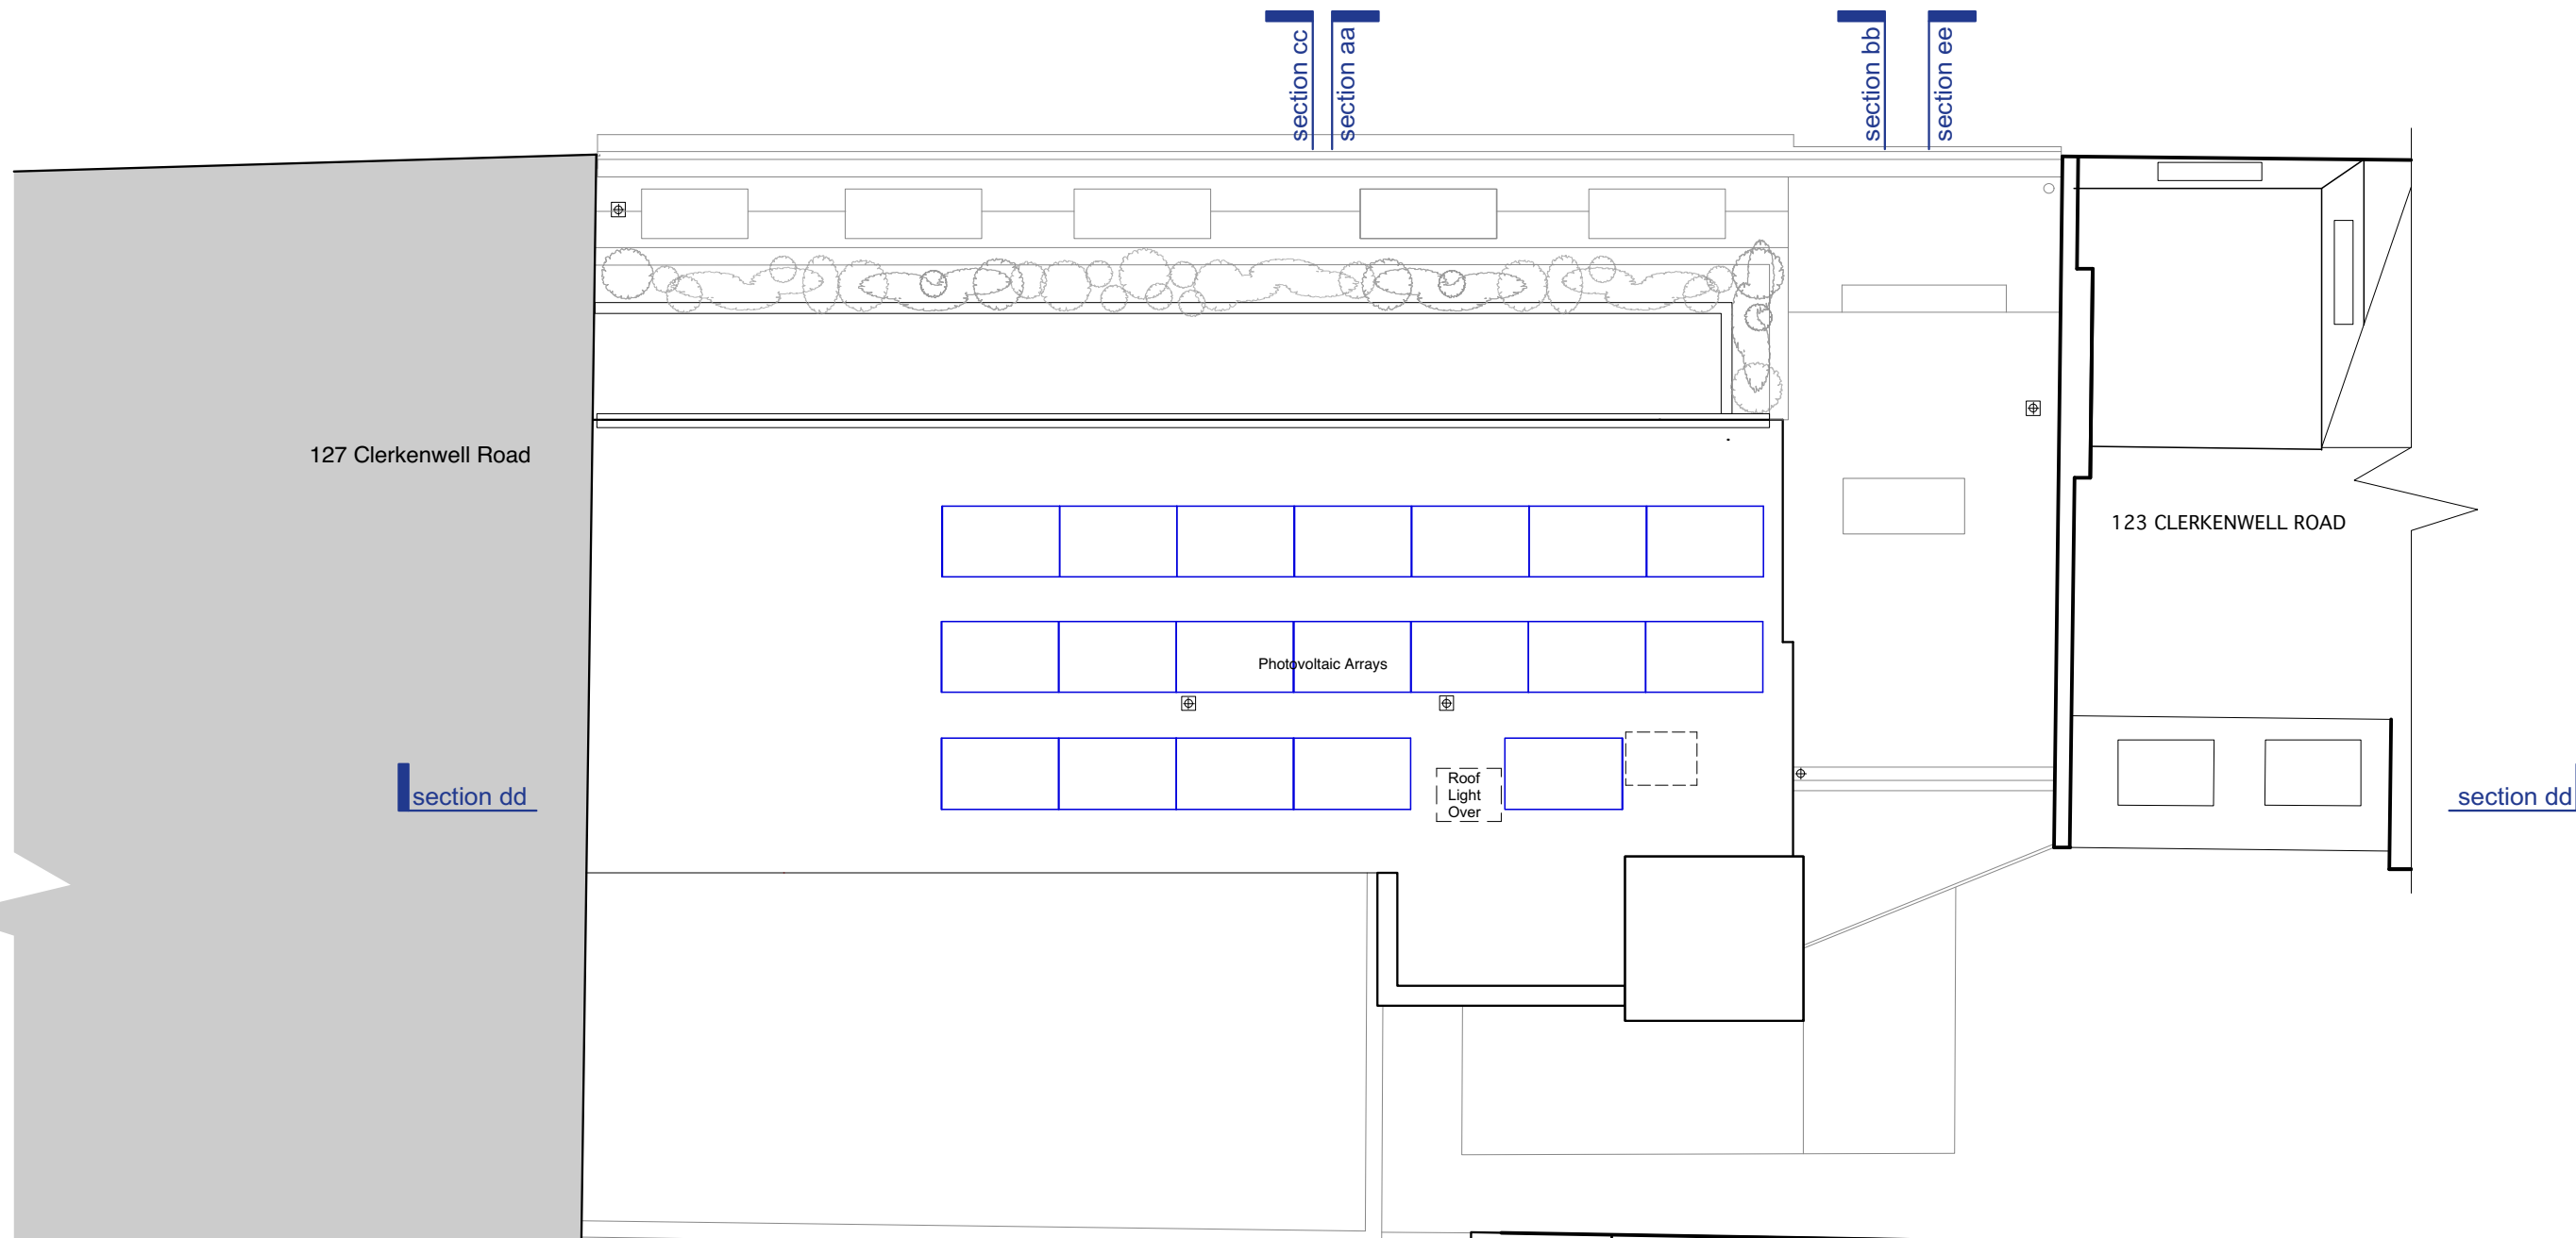 section cc
section aa
section bb
section ee
127 Clerkenwell Road
123 CLERKENWELL ROAD
Photovoltaic Arrays
Roof
Light
Over
section dd
section dd